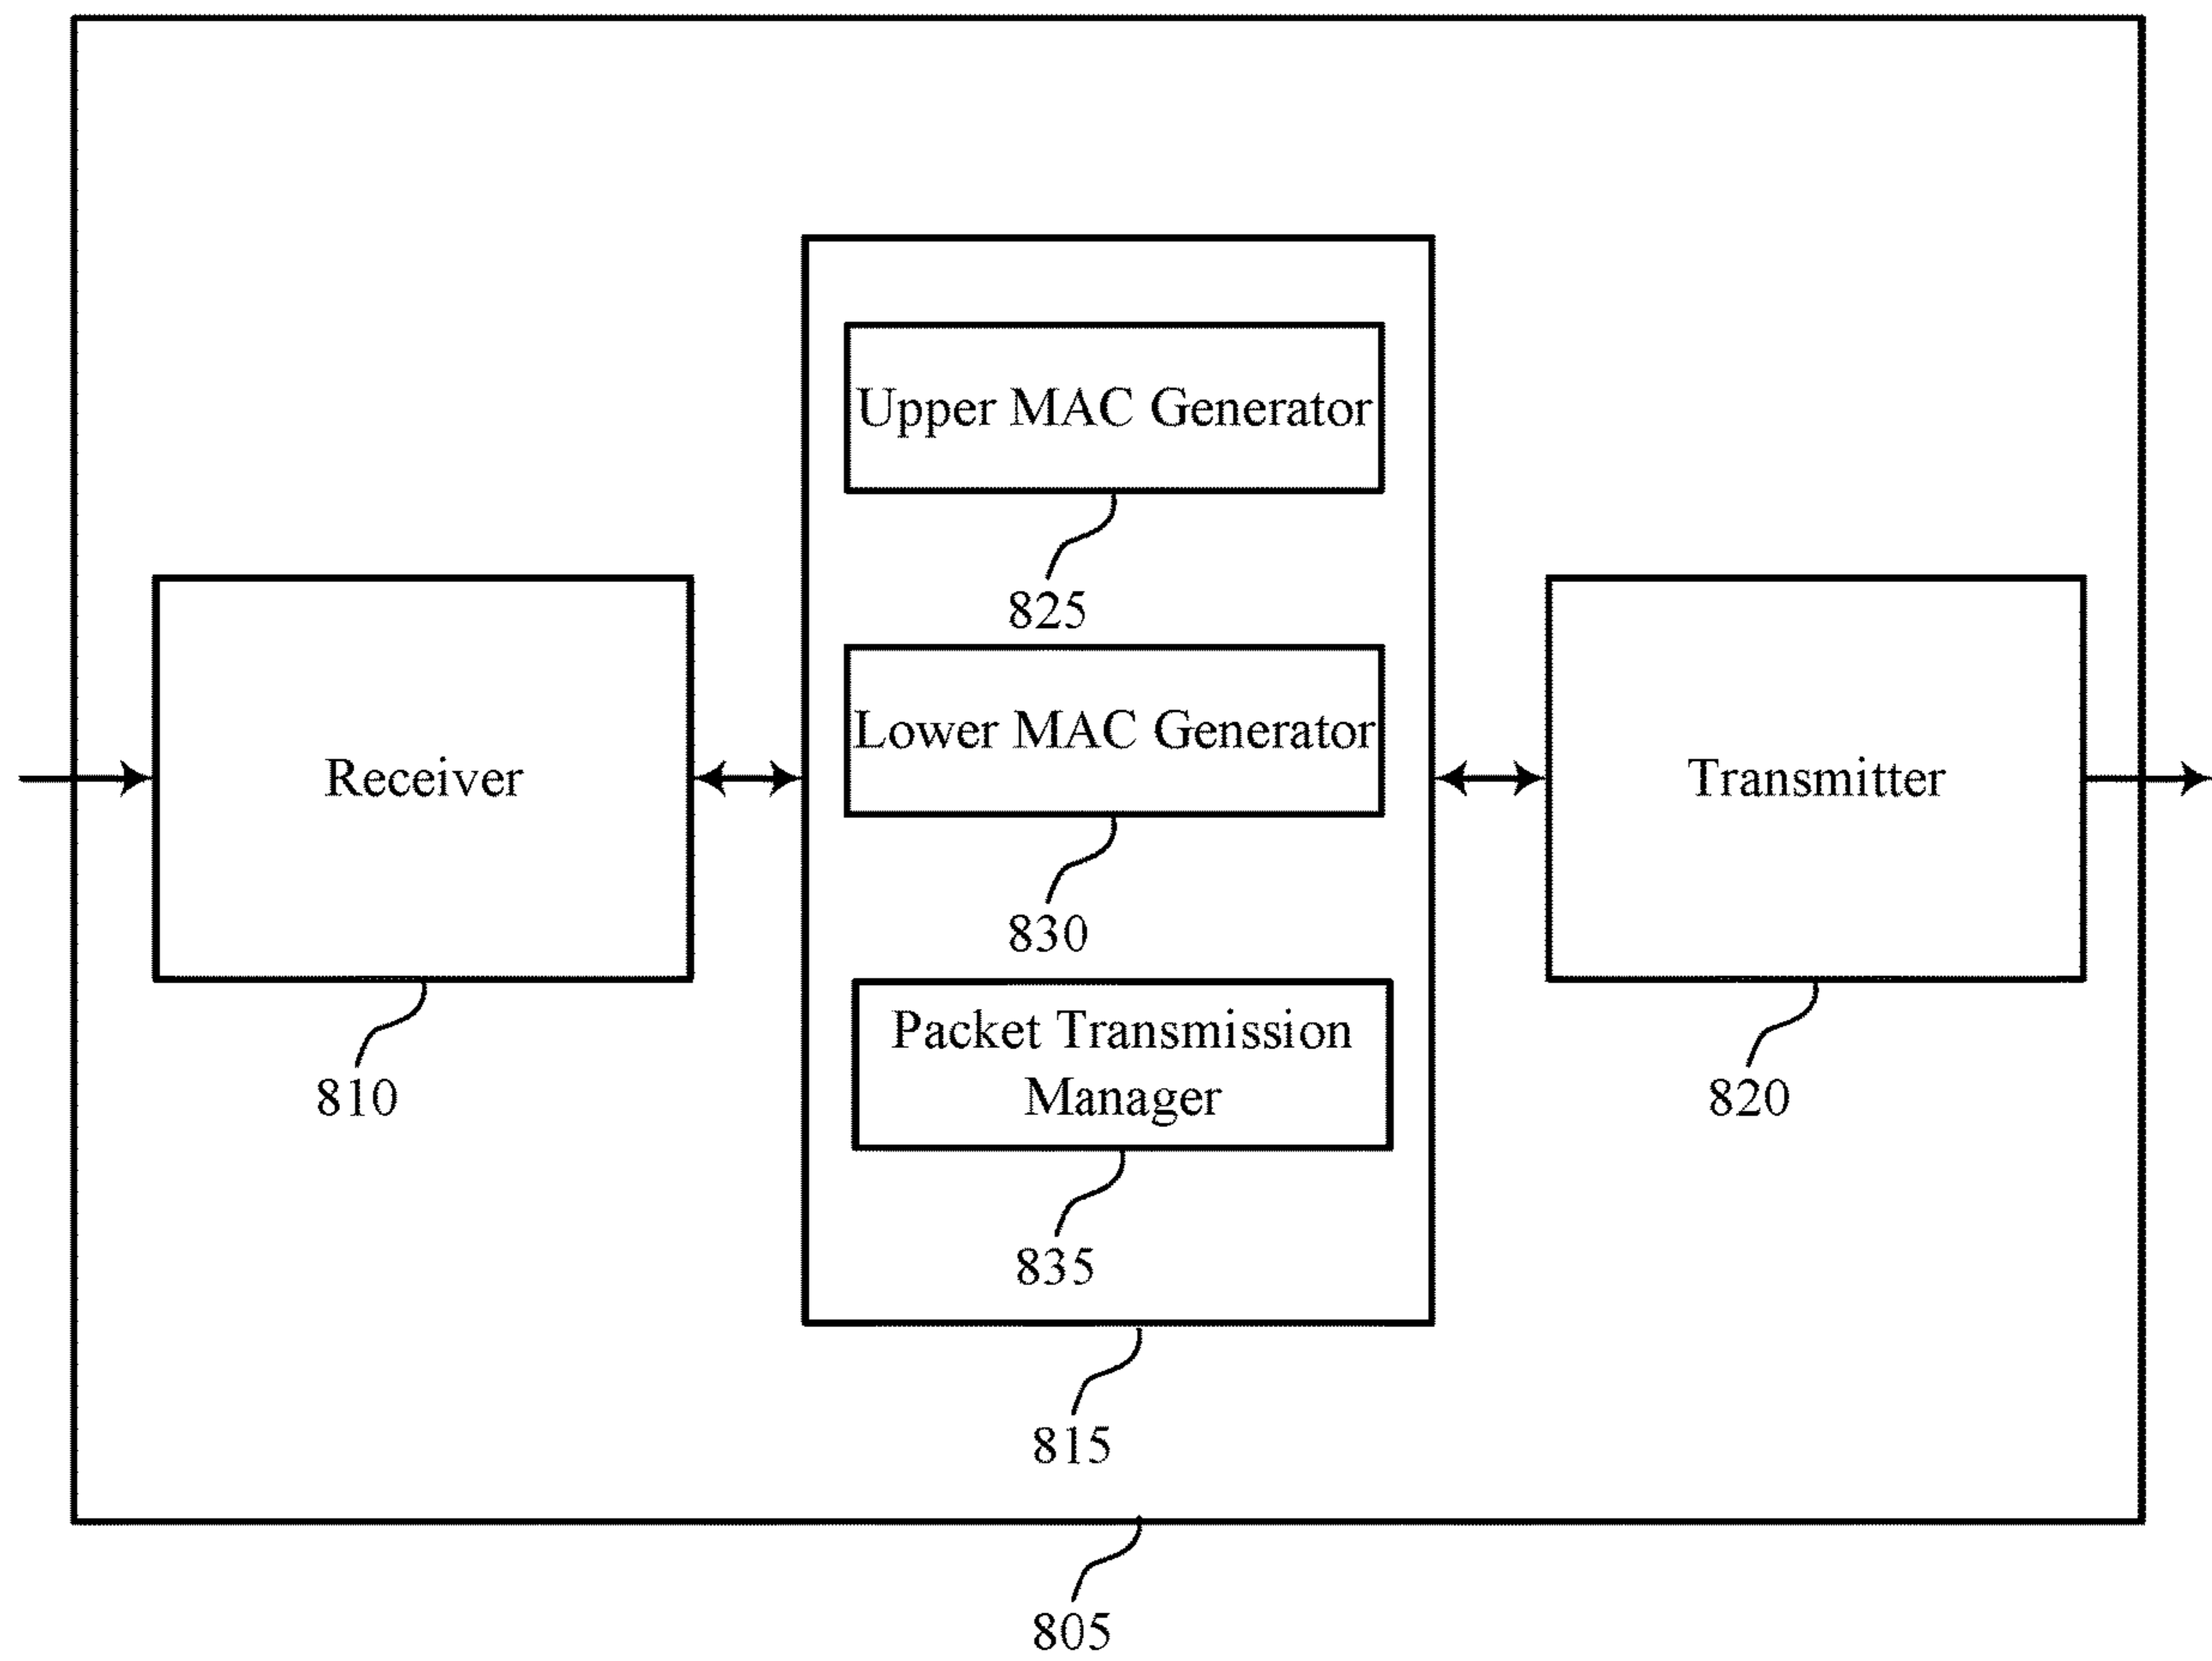 Upper MAC Generator
825
Lower MAC Generator
830
Packet Transmission
Manager
835
815
Receiver
810
Transmitter
820
805